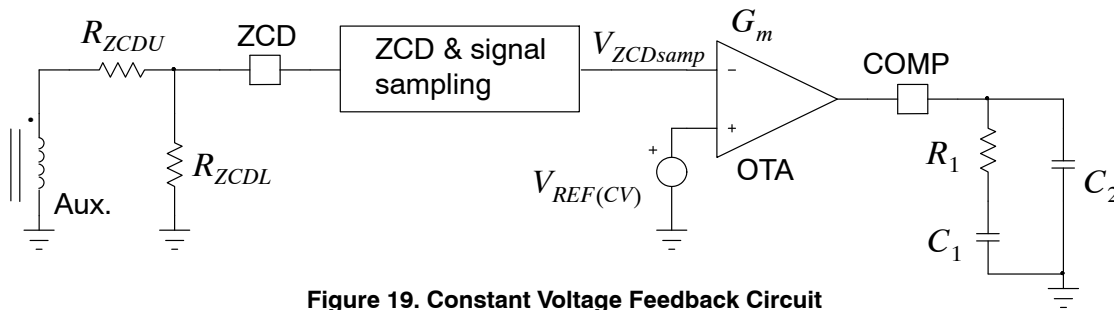 R_ZCDU
ZCD
ZCD & signal
sampling
V_ZCDsamp
G_m
COMP
−
+
OTA
R_ZCDL
Aux.
+
V_REF(CV)
R_1
C_1
C_2
Figure 19. Constant Voltage Feedback Circuit